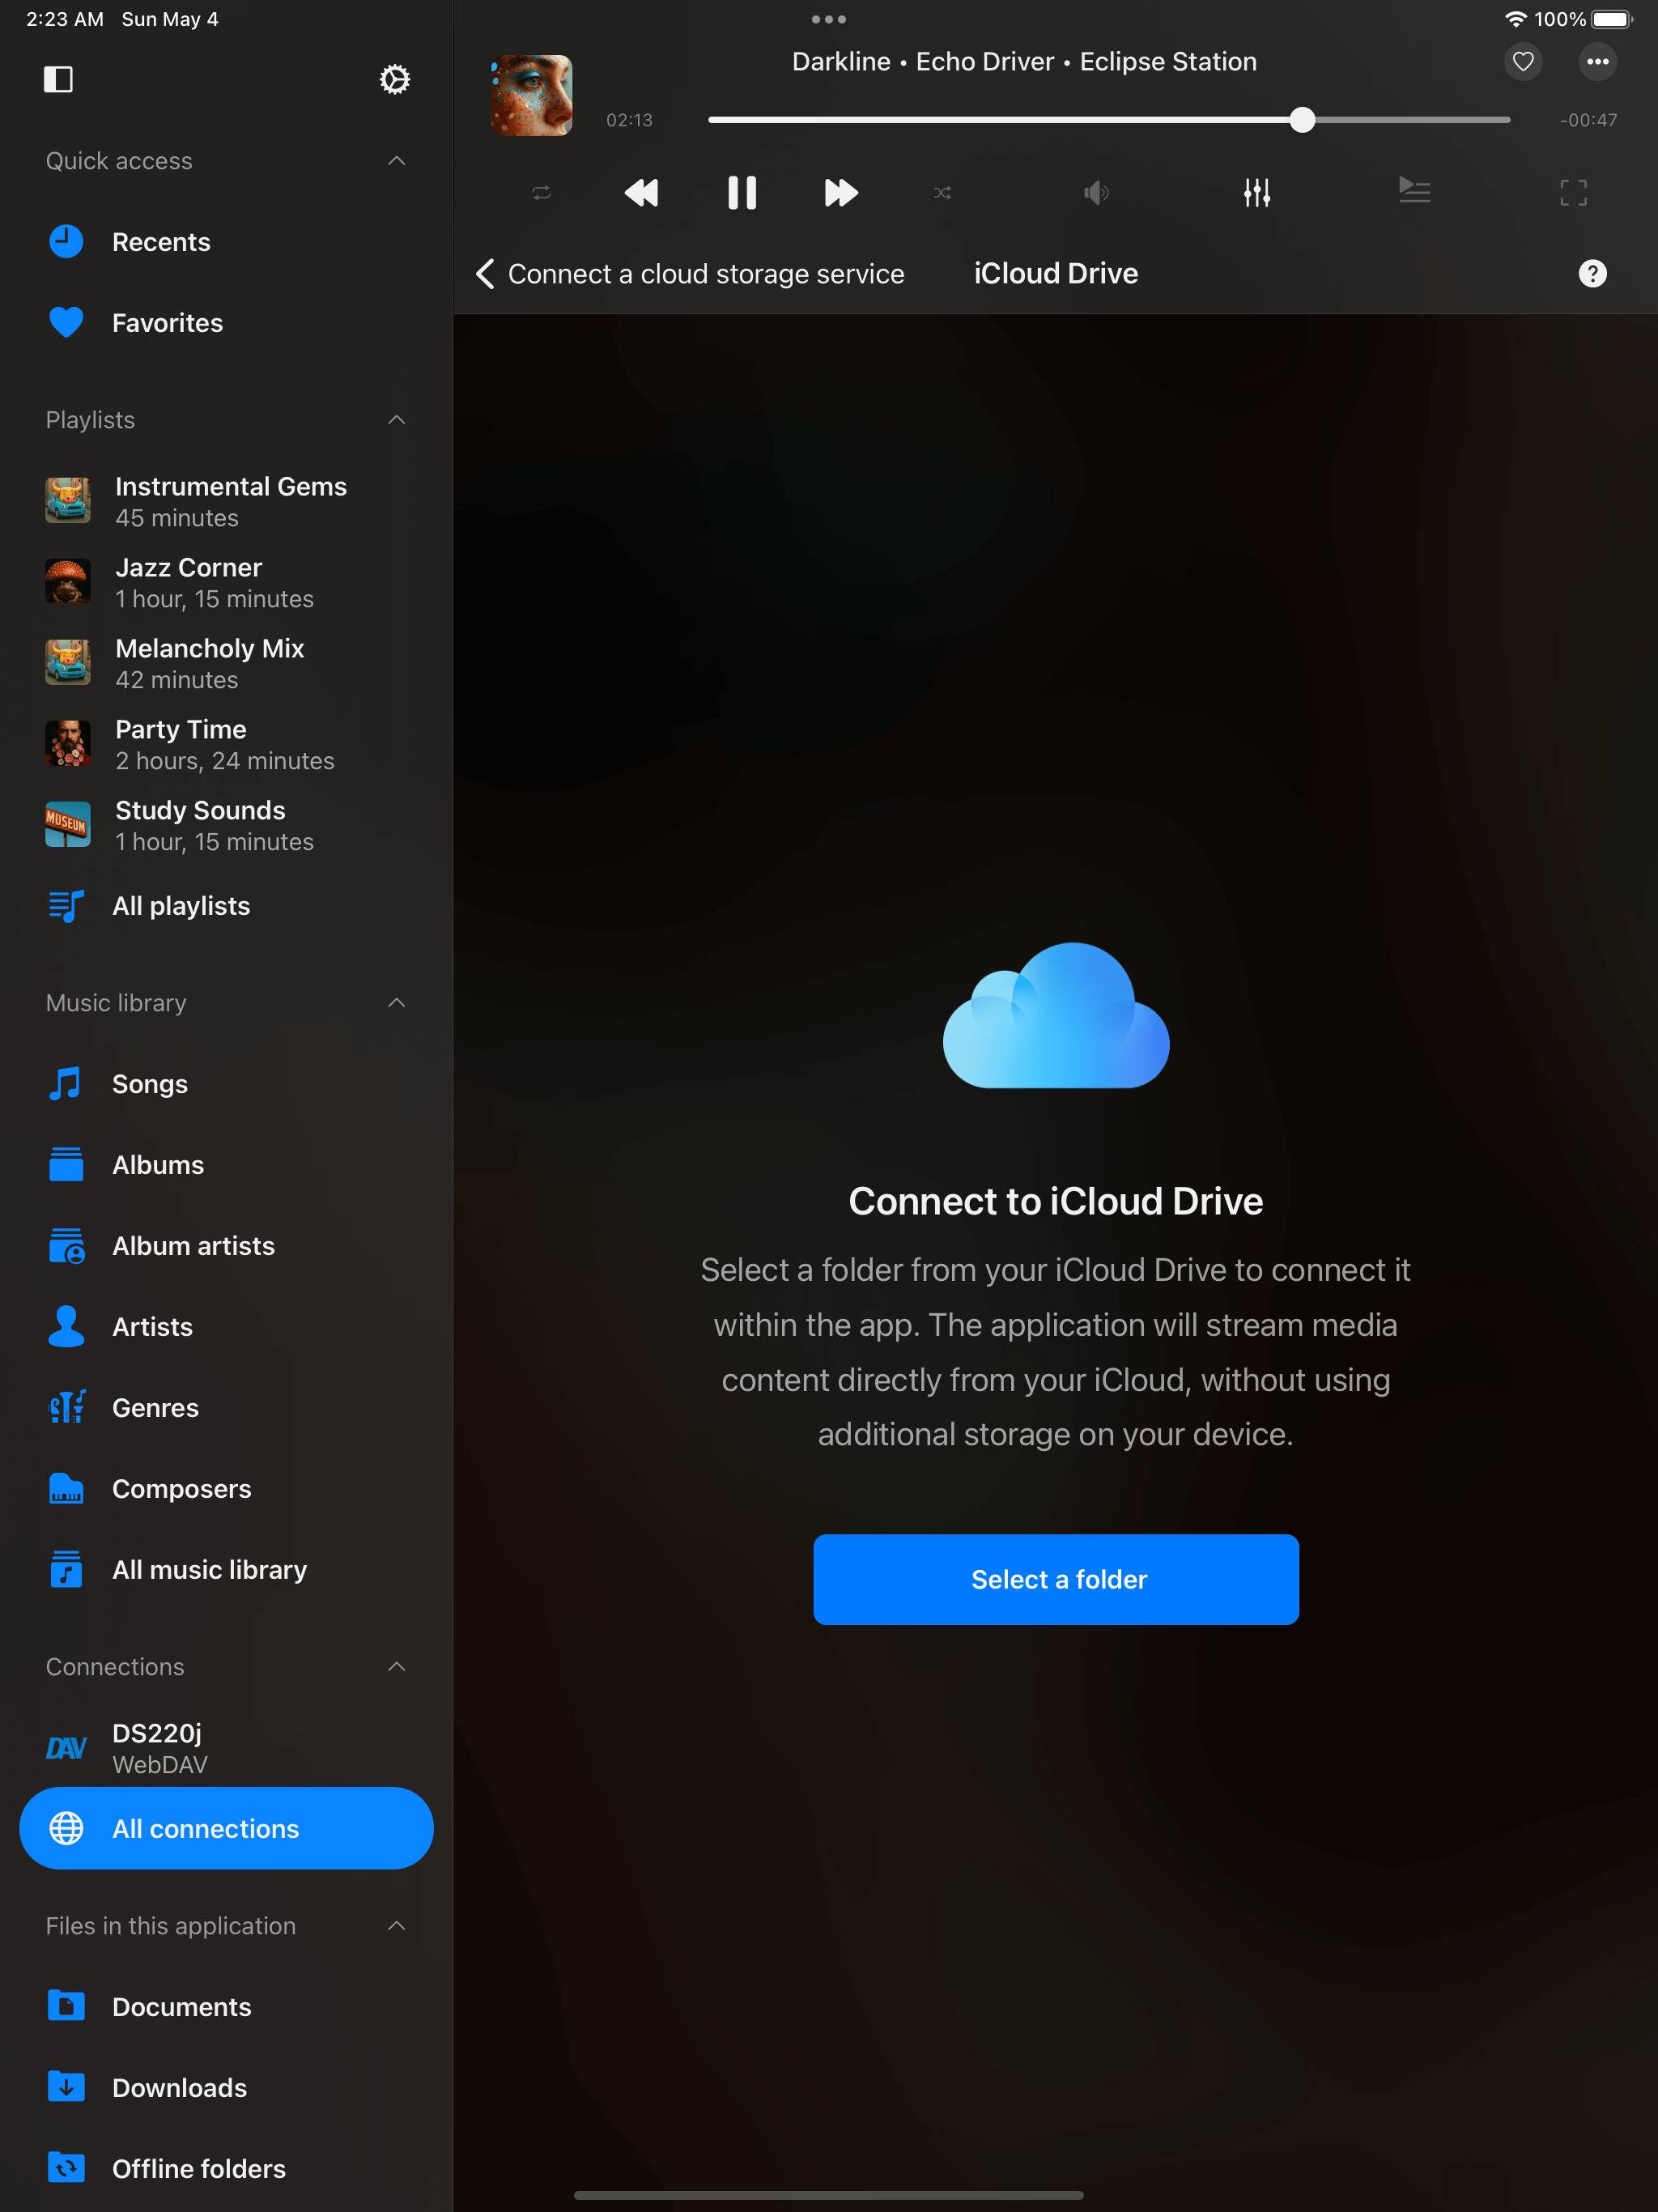 2:23 AM Sun May 4
100%
Quick access
Recents
Favorites
Playlists
Instrumental Gems
45 minutes
Jazz Corner
1 hour, 15 minutes
Melancholy Mix
42 minutes
Party Time
2 hours, 24 minutes
MUSEUM
Study Sounds
1 hour, 15 minutes
All playlists
Music library
Songs
Albums
Album artists
Artists
Genres
Composers
All music library
Connections
DAV
DS220j
WebDAV
All connections
Files in this application
Documents
Downloads
Offline folders
Darkline • Echo Driver • Eclipse Station
02:13
-00:47
Connect a cloud storage service
iCloud Drive
?
Connect to iCloud Drive
Select a folder from your iCloud Drive to connect it
within the app. The application will stream media
content directly from your iCloud, without using
additional storage on your device.
Select a folder